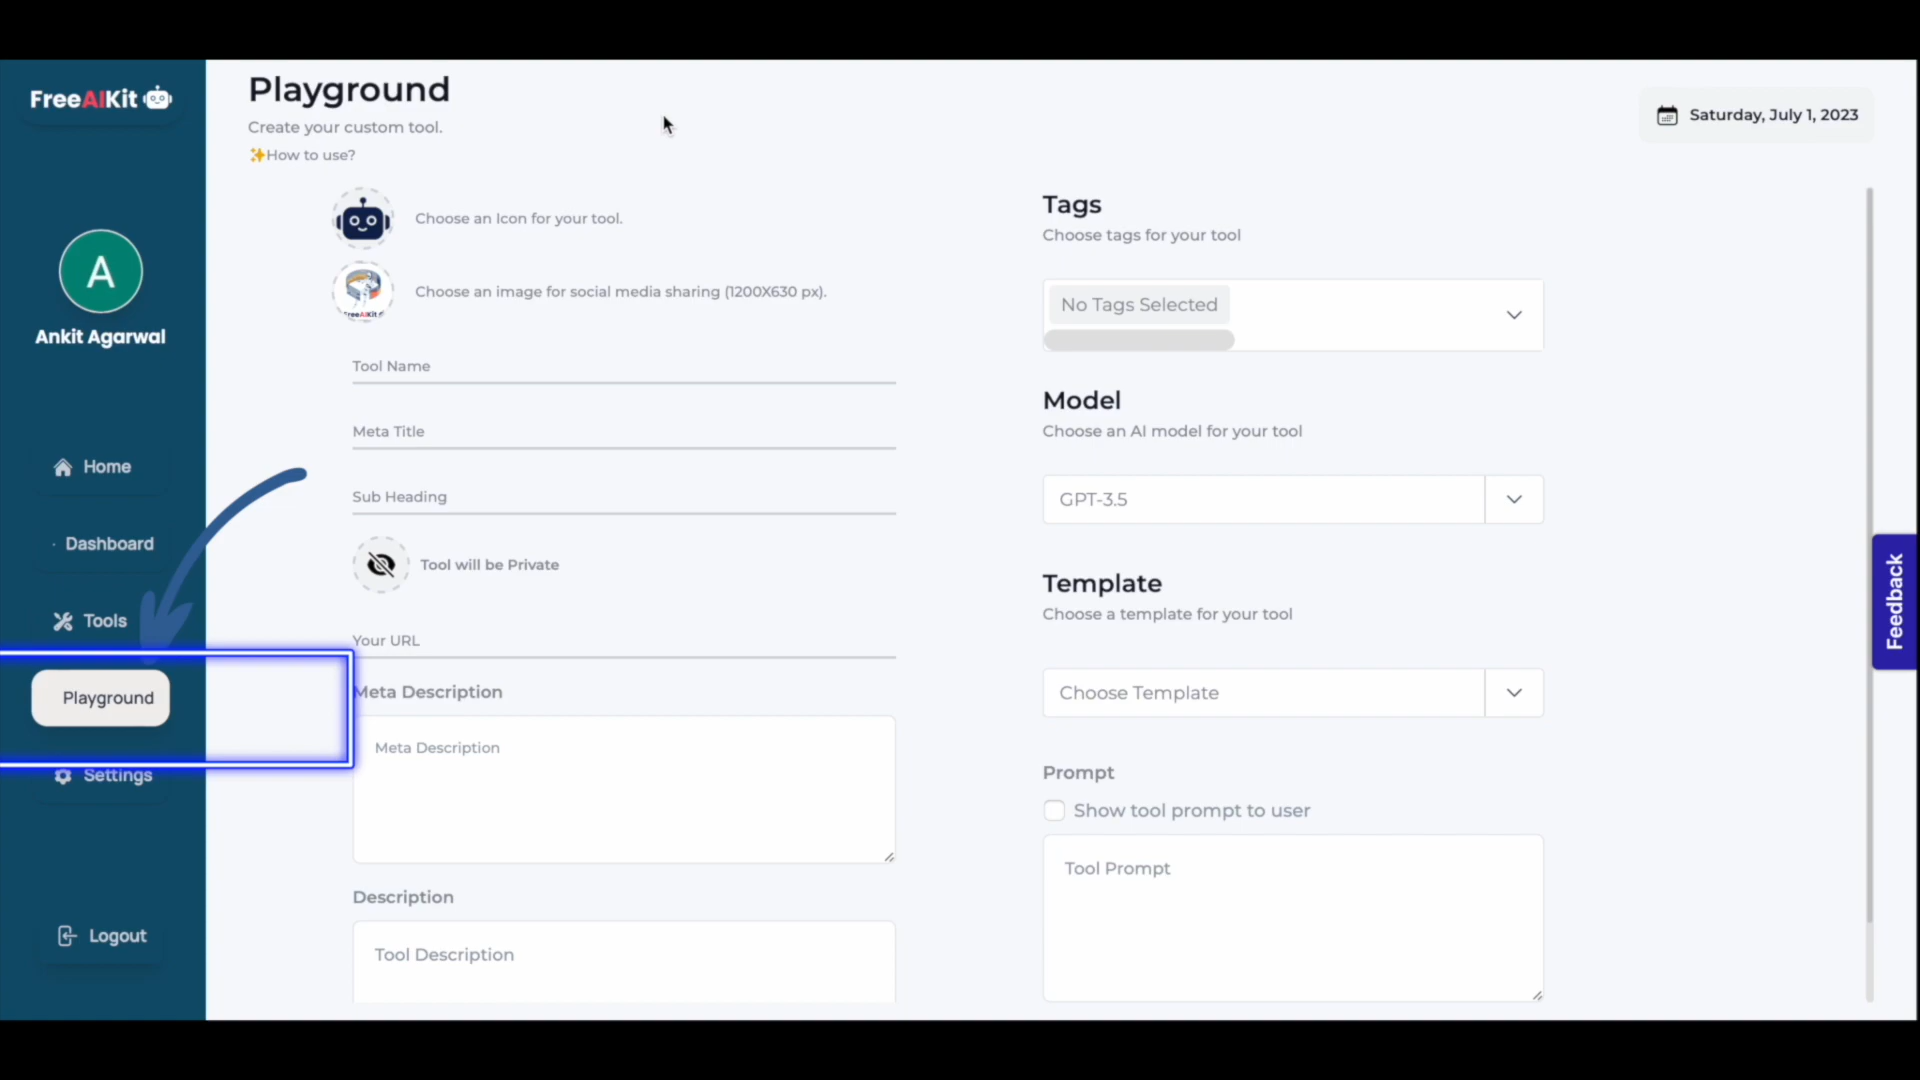 FreeAIKit
A
Ankit Agarwal
Home
Dashboard
Tools
Playground
Settings
Logout
Playground
Create your custom tool.
✨How to use?
Saturday, July 1, 2023
Choose an Icon for your tool.
FreeAIKit
Choose an image for social media sharing (1200X630 px).
Tool Name
Meta Title
Sub Heading
Tool will be Private
Your URL
Meta Description
Meta Description
Description
Tool Description
Tags
Choose tags for your tool
No Tags Selected
Model
Choose an AI model for your tool
GPT-3.5
Template
Choose a template for your tool
Choose Template
Prompt
Show tool prompt to user
Tool Prompt
Feedback